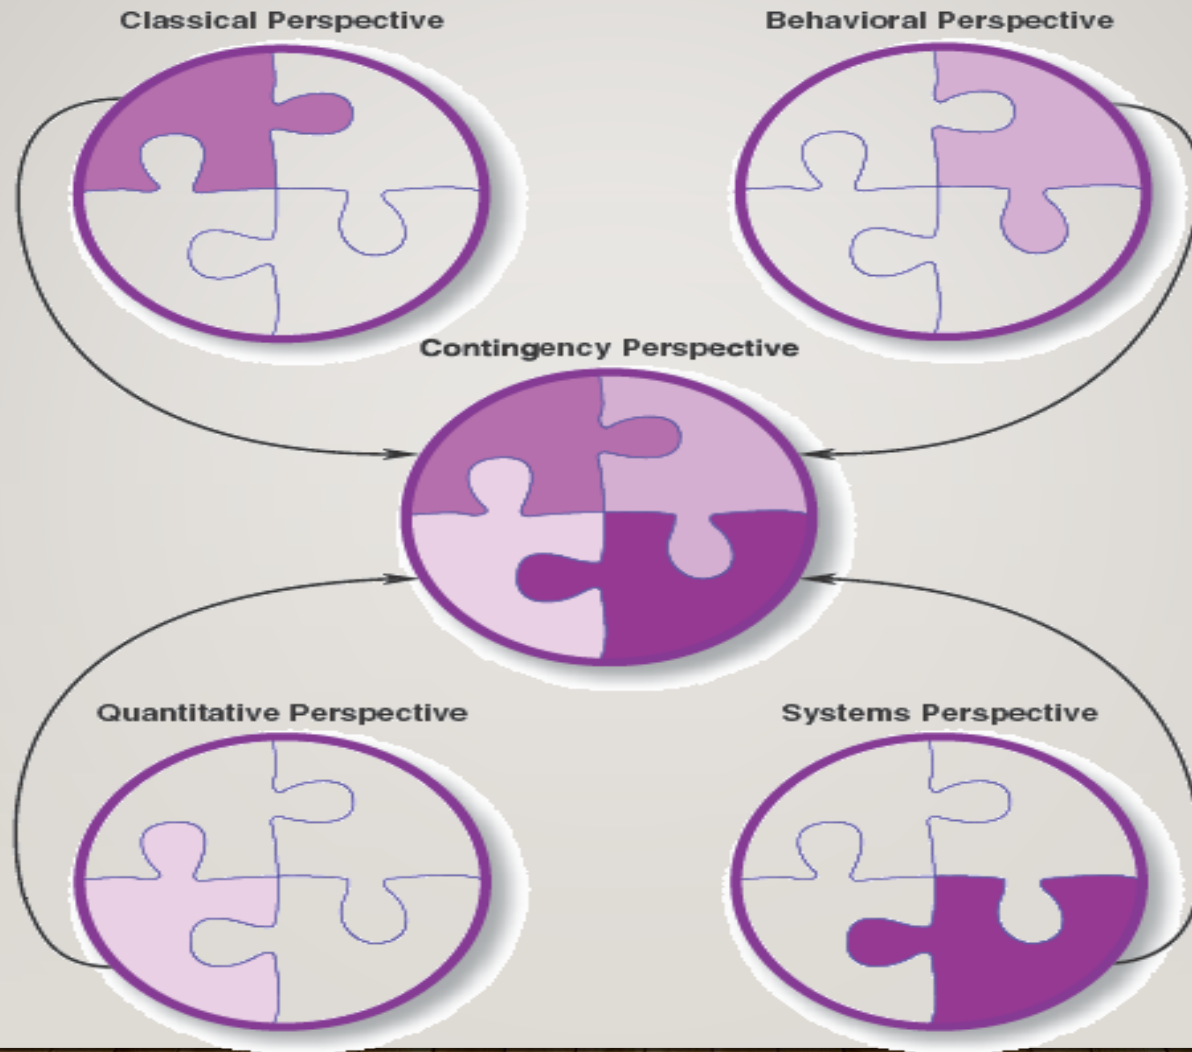 Classical Perspective
Behavioral Perspective
Contingency Perspective
Quantitative Perspective
Systems Perspective